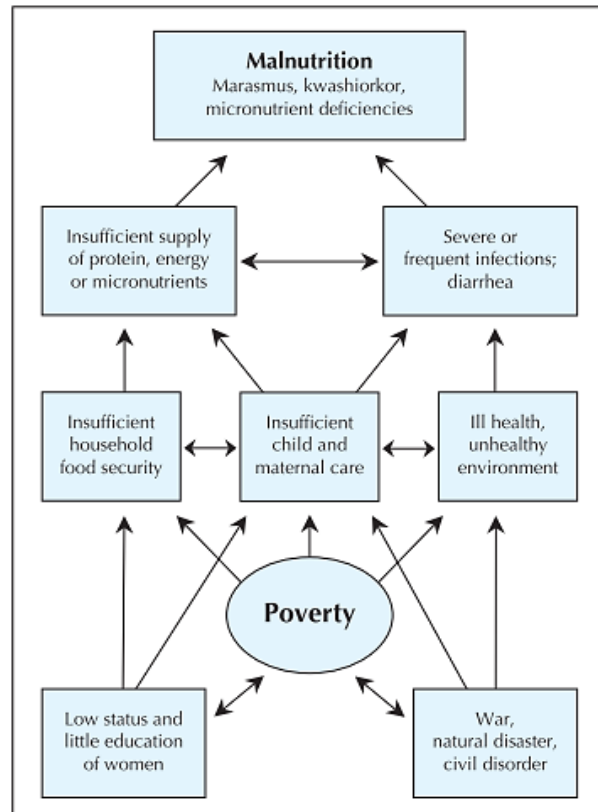 Malnutrition
Marasmus, kwashiorkor,
micronutrient deficiencies
Insufficient supply
of protein, energy
or micronutrients
Severe or
frequent infections;
diarrhea
Insufficient
household
food security
Insufficient
child and
maternal care
Ill health,
unhealthy
environment
Poverty
Low status and
little education
of women
War,
natural disaster,
civil disorder